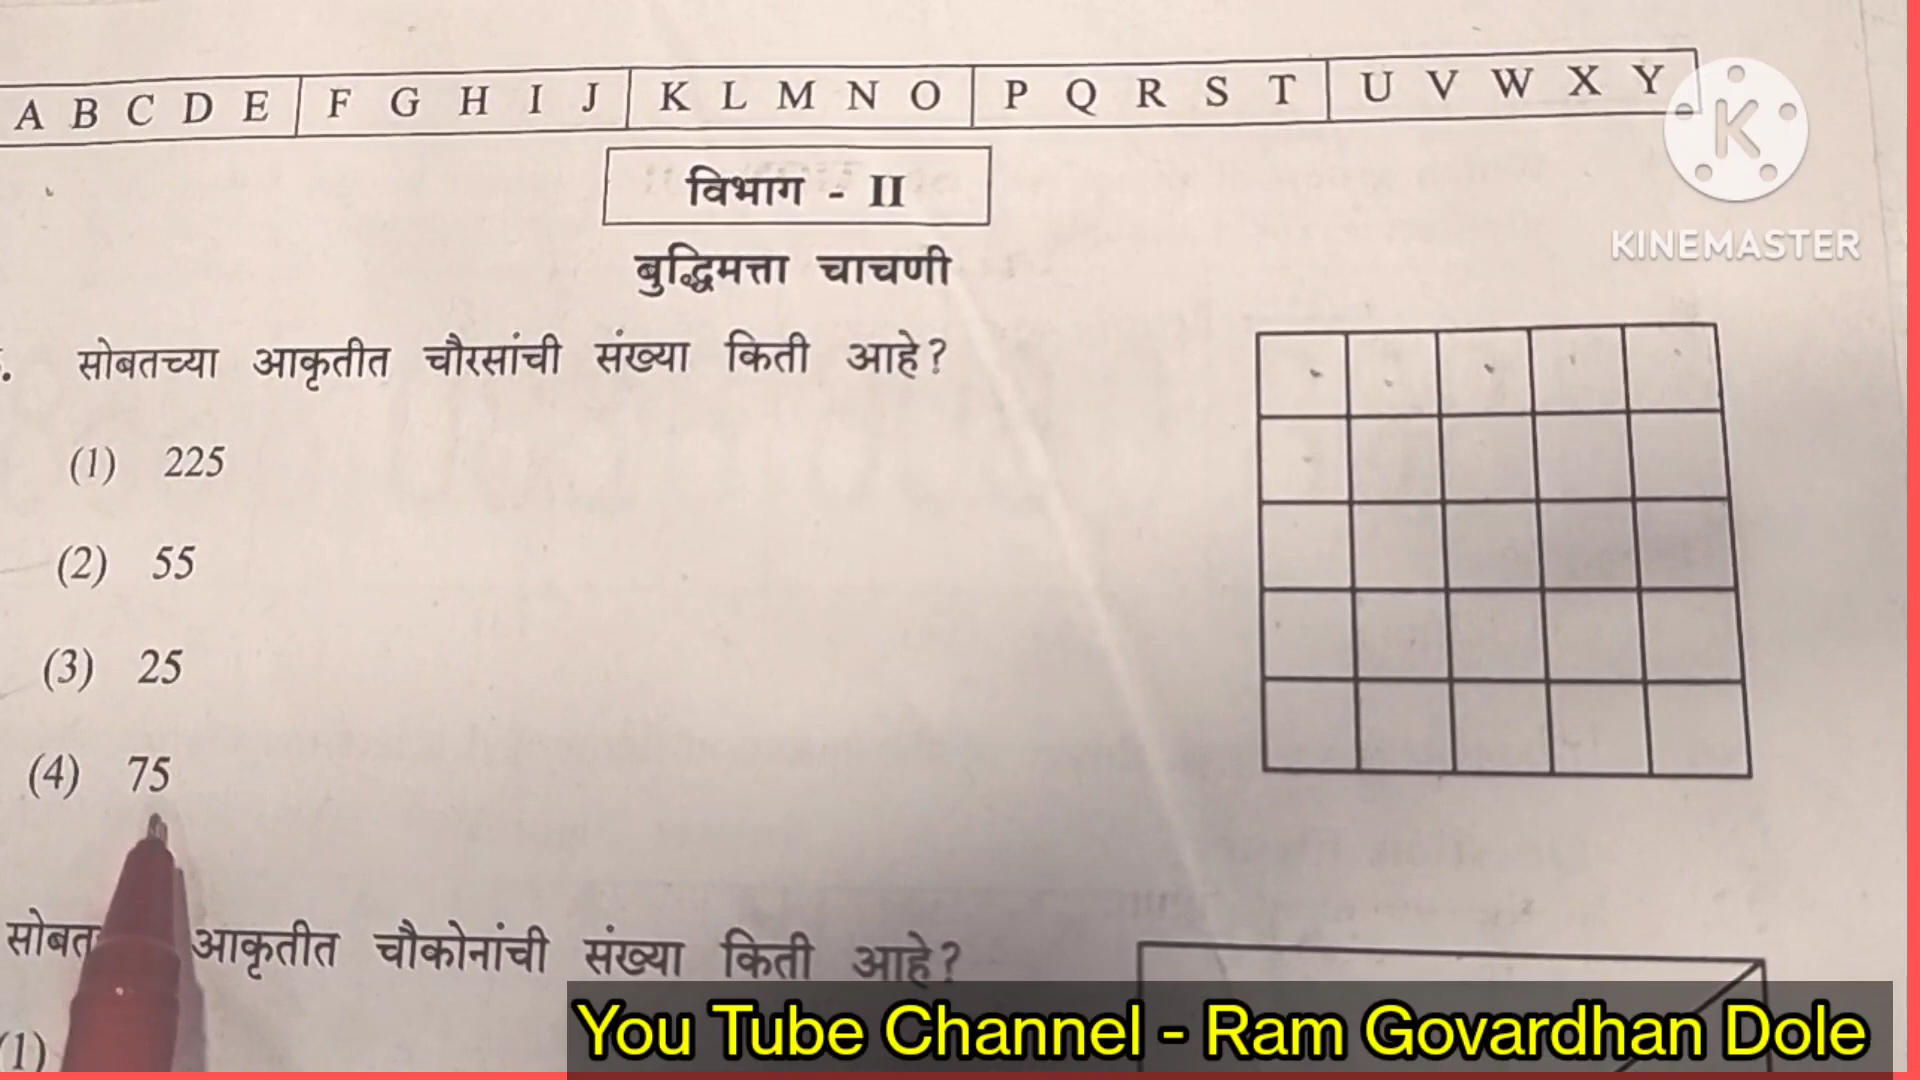 A B C D E F G H I J K L M N O P Q R S T U V W X Y
K
KINEMASTER
विभाग - II
बुद्धिमत्ता चाचणी
सोबतच्या आकृतीत चौरसांची संख्या किती आहे?
(1) 225
(2) 55
(3) 25
(4) 75
आकृतीत चौकोनांची संख्या किती आहे?
(1)
You Tube Channel - Ram Govardhan Dole